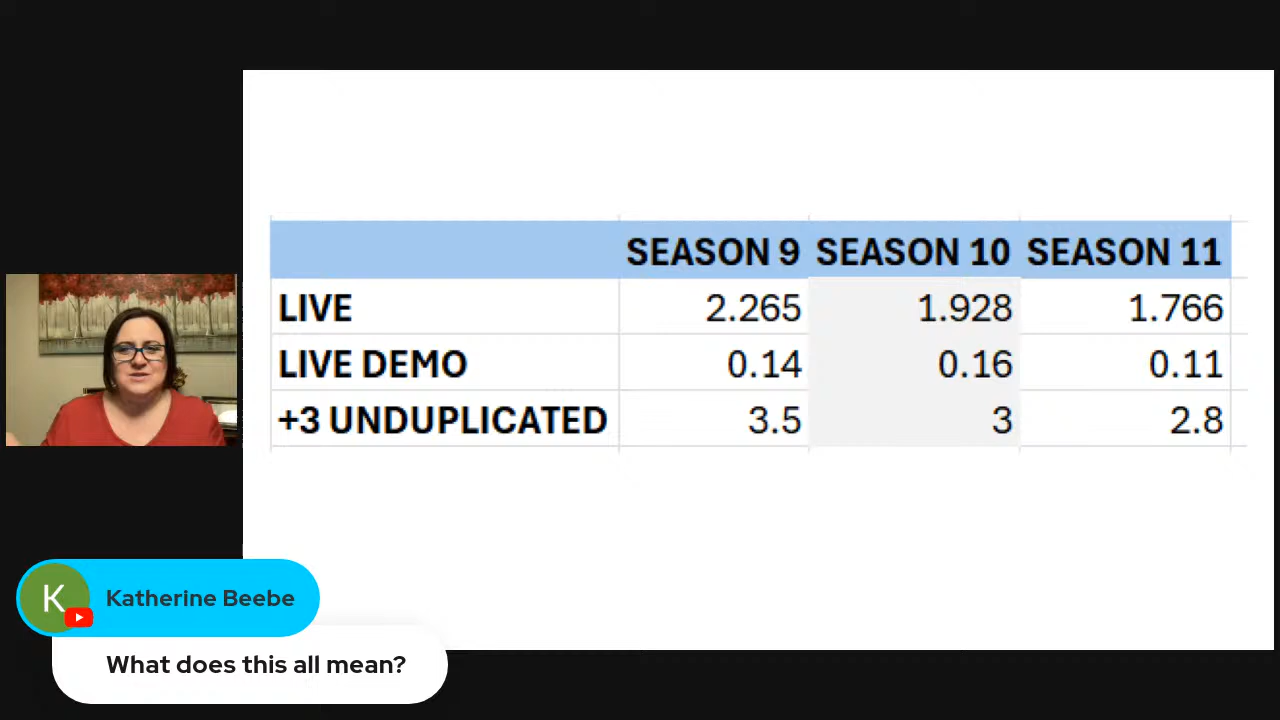 SEASON 9 SEASON 10 SEASON 11
LIVE 2.265 1.928 1.766
LIVE DEMO 0.14 0.16 0.11
+3 UNDUPLICATED 3.5 3 2.8
K Katherine Beebe
What does this all mean?